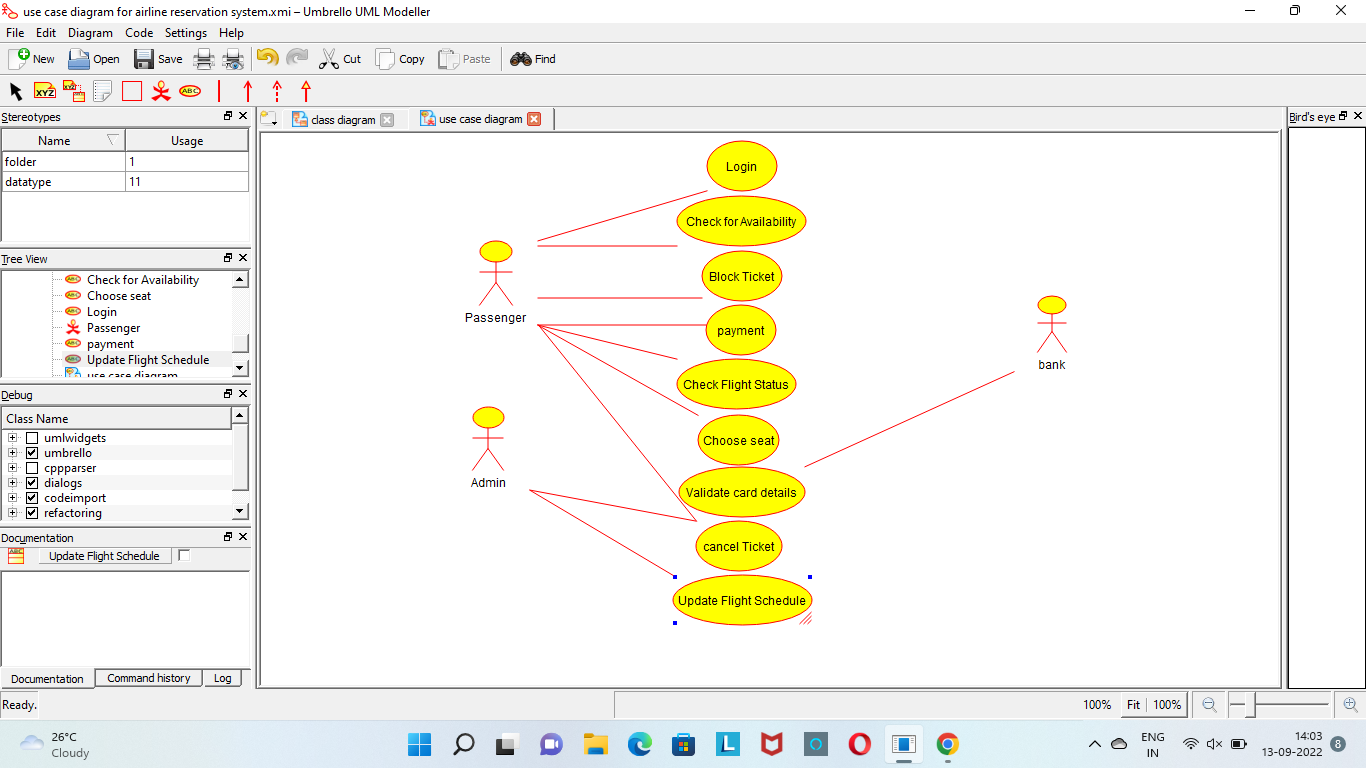 use case diagram for airline reservation system.xmi – Umbrello UML Modeller
File Edit Diagram Code Settings Help
New Open Save Cut Copy Paste Find
XYZ XYZ ABC
Stereotypes
Name Usage
folder 1
datatype 11
Tree View
Check for Availability
Choose seat
Login
Passenger
payment
Update Flight Schedule
use case diagram
Debug
Class Name
umlwidgets
umbrello
cppparser
dialogs
codeimport
refactoring
Documentation
Update Flight Schedule
Documentation Command history Log
class diagram use case diagram
Login
Check for Availability
Block Ticket
Passenger
payment
bank
Check Flight Status
Choose seat
Admin
Validate card details
cancel Ticket
Update Flight Schedule
Bird's eye
Ready.
100% Fit 100%
26°C
Cloudy
L
ENG
IN
14:03
13-09-2022
8